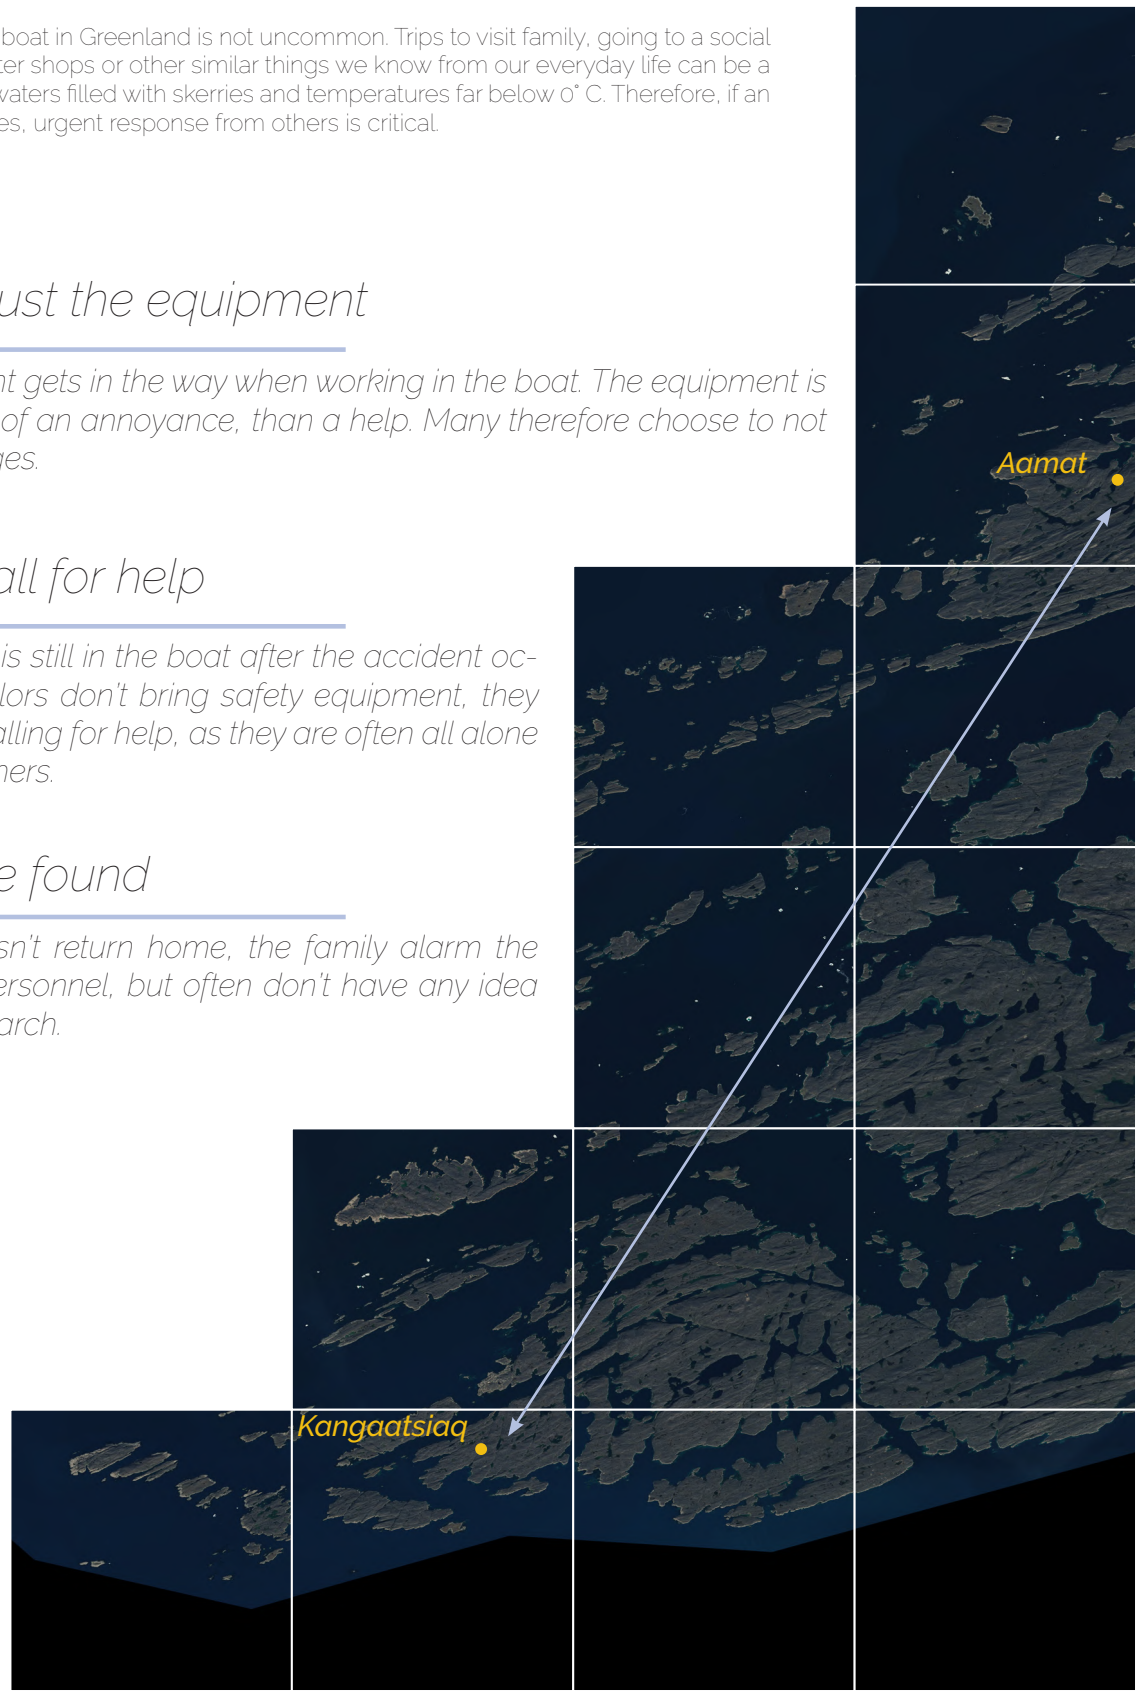 boat in Greenland is not uncommon. Trips to visit family, going to a social
ter shops or other similar things we know from our everyday life can be a
waters filled with skerries and temperatures far below 0° C. Therefore, if an
es, urgent response from others is critical.
ust the equipment
nt gets in the way when working in the boat. The equipment is
of an annoyance, than a help. Many therefore choose to not
ges.
Aamat
all for help
is still in the boat after the accident oc-
lors don't bring safety equipment, they
alling for help, as they are often all alone
hers.
e found
sn't return home, the family alarm the
ersonnel, but often don't have any idea
arch.
Kangaatsiaq